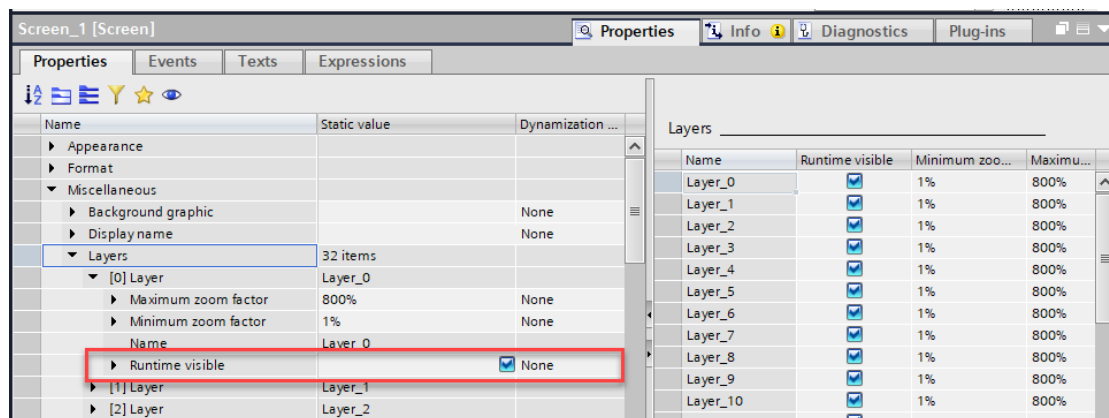 Screen_1 [Screen]
Properties Info Diagnostics Plug-ins
Properties Events Texts Expressions
Name Static value Dynamization ...
Appearance
Format
Miscellaneous
Background graphic None
Display name None
Layers 32 items
[0] Layer Layer_0
Maximum zoom factor 800% None
Minimum zoom factor 1% None
Name Layer_0
Runtime visible None
[1] Layer Layer_1
[2] Layer Layer_2
Layers
Name Runtime visible Minimum zoo... Maximu...
Layer_0 1% 800%
Layer_1 1% 800%
Layer_2 1% 800%
Layer_3 1% 800%
Layer_4 1% 800%
Layer_5 1% 800%
Layer_6 1% 800%
Layer_7 1% 800%
Layer_8 1% 800%
Layer_9 1% 800%
Layer_10 1% 800%